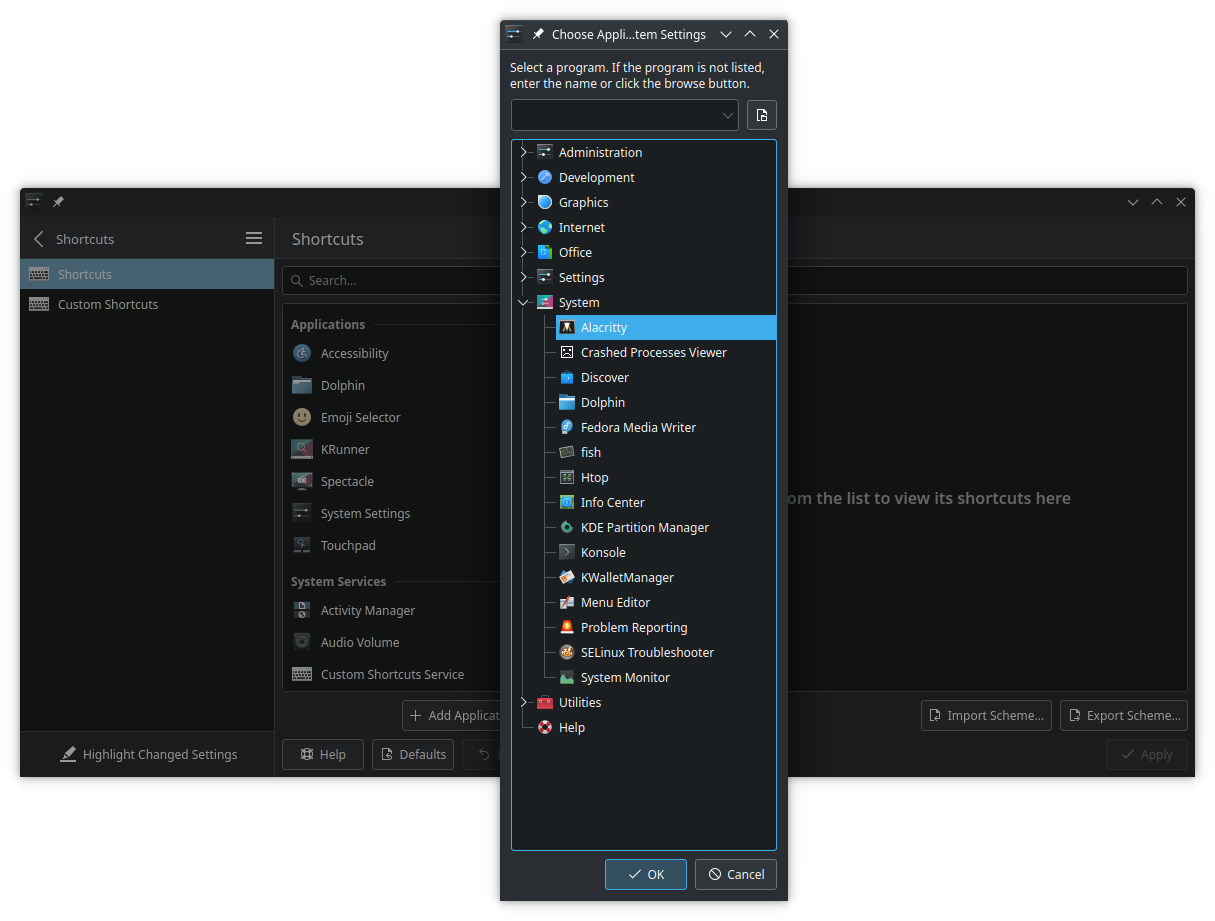 Choose Appli...tem Settings
Select a program. If the program is not listed,
enter the name or click the browse button.
Administration
Development
Graphics
Internet
Office
Settings
System
Alacritty
Crashed Processes Viewer
Discover
Dolphin
Fedora Media Writer
fish
Htop
Info Center
KDE Partition Manager
Konsole
KWalletManager
Menu Editor
Problem Reporting
SELinux Troubleshooter
System Monitor
Utilities
Help
OK
Cancel
Shortcuts
Shortcuts
Custom Shortcuts
Highlight Changed Settings
Shortcuts
Search...
Applications
Accessibility
Dolphin
Emoji Selector
KRunner
Spectacle
System Settings
Touchpad
System Services
Activity Manager
Audio Volume
Custom Shortcuts Service
om the list to view its shortcuts here
Add Applicat
Import Scheme...
Export Scheme...
Help
Defaults
Apply